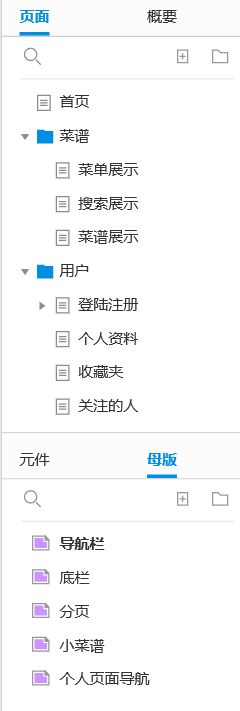 页面 概要
首页
菜谱
菜单展示
搜索展示
菜谱展示
用户
登陆注册
个人资料
收藏夹
关注的人
元件 母版
导航栏
底栏
分页
小菜谱
个人页面导航